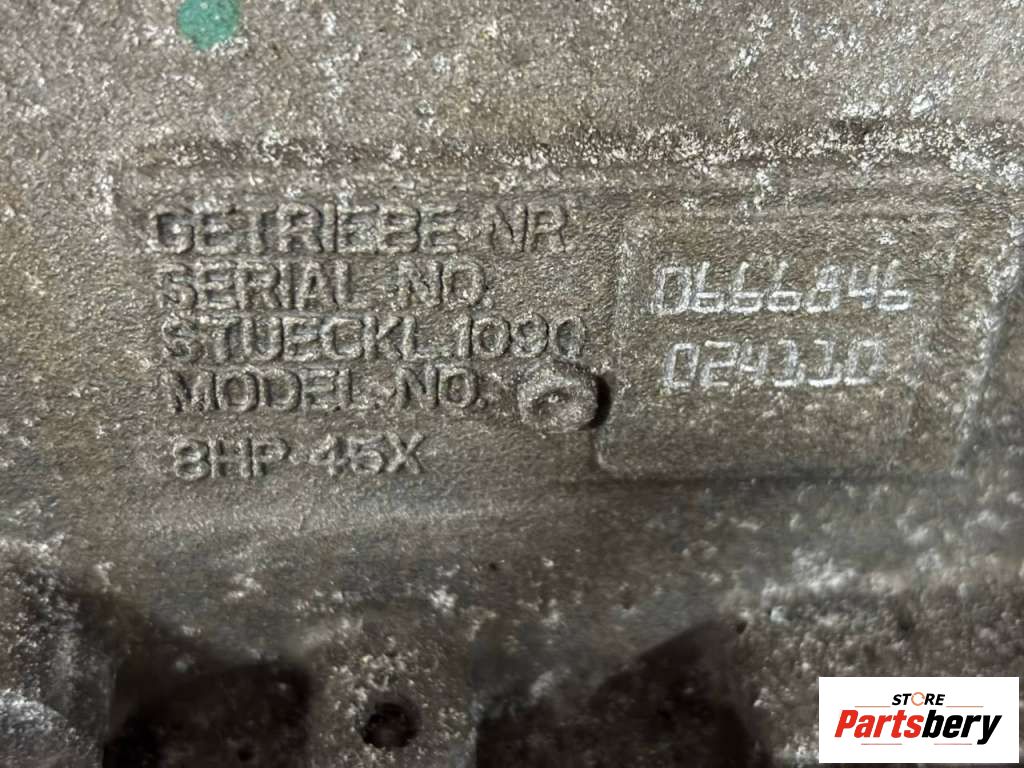 GETRIEBE-NR.
SERIAL-NO.
STUECKL.1090
MODEL-NO.
8HP 45X
0666846
024110
STORE
Partsbery